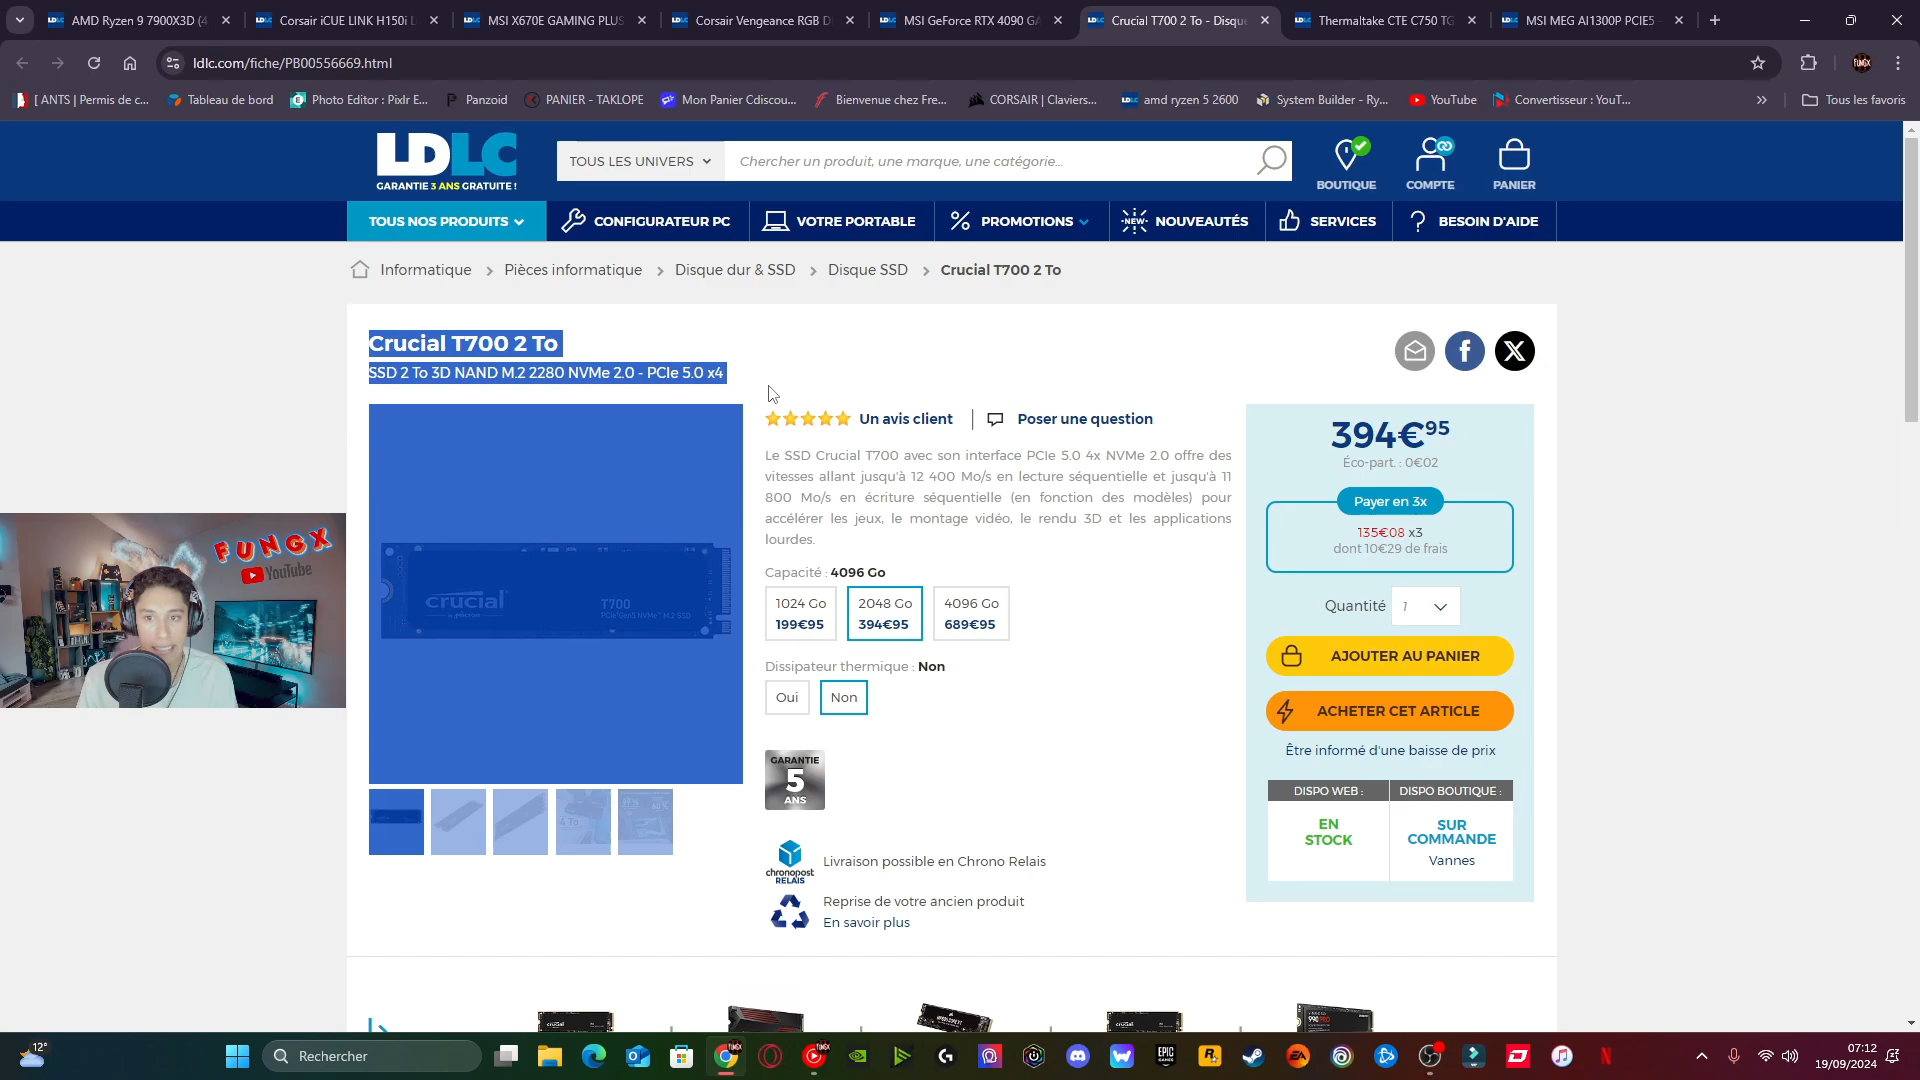 AMD Ryzen 9 7900X3D (4
Corsair iCUE LINK H150i L
MSI X670E GAMING PLUS
Corsair Vengeance RGB D
MSI GeForce RTX 4090 GA
Crucial T700 2 To - Disque
Thermaltake CTE C750 TG
MSI MEG AI1300P PCIE5 -
ldlc.com/fiche/PB00556669.html
[ ANTS | Permis de c...
Tableau de bord
Photo Editor : Pixlr E...
Panzoid
PANIER - TAKLOPE
Mon Panier Cdiscou...
Bienvenue chez Fre...
CORSAIR | Claviers...
amd ryzen 5 2600
System Builder - Ry...
YouTube
Convertisseur : YouT...
Tous les favoris
LDLC
GARANTIE 3 ANS GRATUITE !
TOUS LES UNIVERS
Chercher un produit, une marque, une catégorie...
BOUTIQUE
COMPTE
PANIER
TOUS NOS PRODUITS
CONFIGURATEUR PC
VOTRE PORTABLE
PROMOTIONS
NEW
NOUVEAUTÉS
SERVICES
BESOIN D'AIDE
Informatique > Pièces informatique > Disque dur & SSD > Disque SSD > Crucial T700 2 To
Crucial T700 2 To
SSD 2 To 3D NAND M.2 2280 NVMe 2.0 - PCIe 5.0 x4
Un avis client
Poser une question
Le SSD Crucial T700 avec son interface PCIe 5.0 4x NVMe 2.0 offre des
vitesses allant jusqu'à 12 400 Mo/s en lecture séquentielle et jusqu'à 11
800 Mo/s en écriture séquentielle (en fonction des modèles) pour
accélérer les jeux, le montage vidéo, le rendu 3D et les applications
lourdes.
Capacité : 4096 Go
1024 Go
199€95
2048 Go
394€95
4096 Go
689€95
Dissipateur thermique : Non
Oui
Non
GARANTIE
5
ANS
chronopost
RELAIS
Livraison possible en Chrono Relais
Reprise de votre ancien produit
En savoir plus
394€95
Éco-part. : 0€02
Payer en 3x
135€08 x3
dont 10€29 de frais
Quantité
1
AJOUTER AU PANIER
ACHETER CET ARTICLE
Être informé d'une baisse de prix
DISPO WEB :
EN
STOCK
DISPO BOUTIQUE :
SUR
COMMANDE
Vannes
crucial
T700
PCIe Gen5 NVMe M.2 SSD
FUNGX
YouTube
12°
Rechercher
07:12
19/09/2024